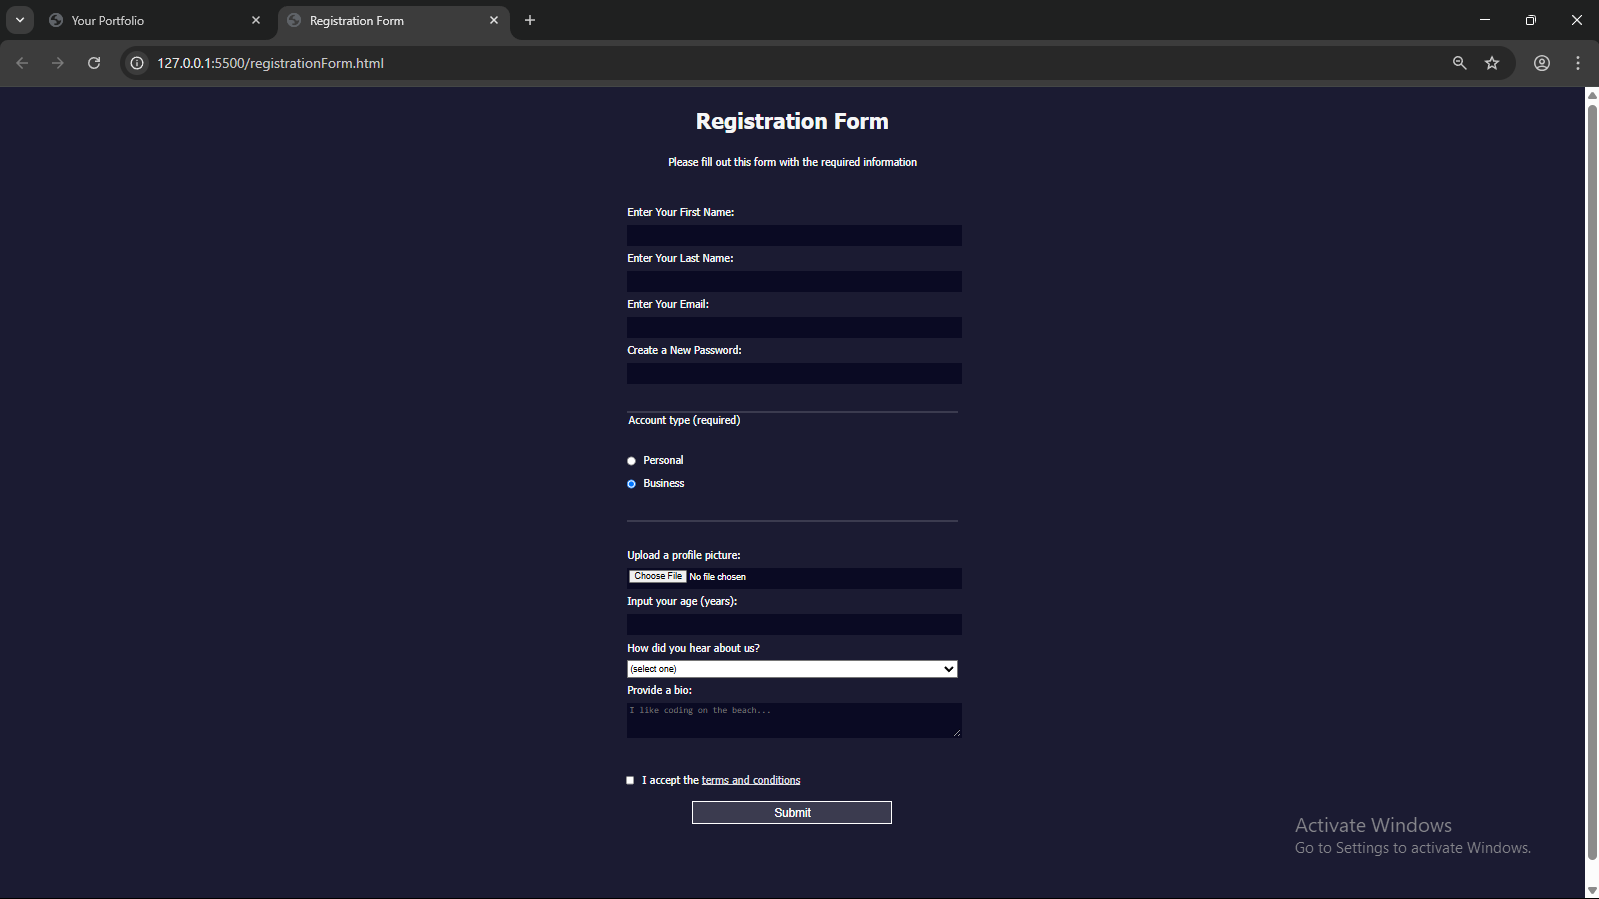 Your Portfolio
Registration Form
127.0.0.1:5500/registrationForm.html
Registration Form
Please fill out this form with the required information
Enter Your First Name:
Enter Your Last Name:
Enter Your Email:
Create a New Password:
Account type (required)
Personal
Business
Upload a profile picture:
Choose File No file chosen
Input your age (years):
How did you hear about us?
(select one)
Provide a bio:
I like coding on the beach...
I accept the terms and conditions
Submit
Activate Windows
Go to Settings to activate Windows.